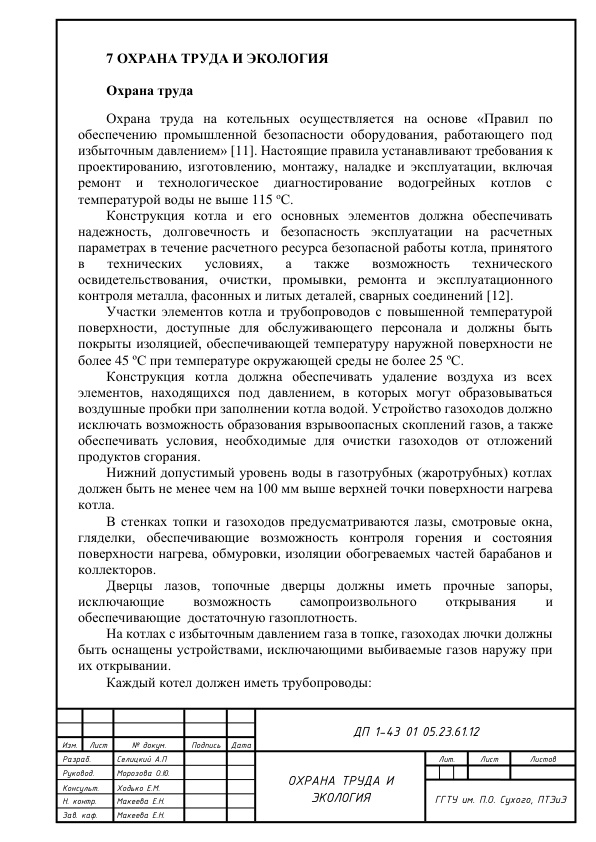 7 ОХРАНА ТРУДА И ЭКОЛОГИЯ
Охрана труда
Охрана труда на котельных осуществляется на основе «Правил по
обеспечению промышленной безопасности оборудования, работающего под
избыточным давлением» [11]. Настоящие правила устанавливают требования к
проектированию, изготовлению, монтажу, наладке и эксплуатации, включая
ремонт и технологическое диагностирование водогрейных котлов с
температурой воды не выше 115 ºС.
Конструкция котла и его основных элементов должна обеспечивать
надежность, долговечность и безопасность эксплуатации на расчетных
параметрах в течение расчетного ресурса безопасной работы котла, принятого
в технических условиях, а также возможность технического
освидетельствования, очистки, промывки, ремонта и эксплуатационного
контроля металла, фасонных и литых деталей, сварных соединений [12].
Участки элементов котла и трубопроводов с повышенной температурой
поверхности, доступные для обслуживающего персонала и должны быть
покрыты изоляцией, обеспечивающей температуру наружной поверхности не
более 45 ºС при температуре окружающей среды не более 25 ºС.
Конструкция котла должна обеспечивать удаление воздуха из всех
элементов, находящихся под давлением, в которых могут образовываться
воздушные пробки при заполнении котла водой. Устройство газоходов должно
исключать возможность образования взрывоопасных скоплений газов, а также
обеспечивать условия, необходимые для очистки газоходов от отложений
продуктов сгорания.
Нижний допустимый уровень воды в газотрубных (жаротрубных) котлах
должен быть не менее чем на 100 мм выше верхней точки поверхности нагрева
котла.
В стенках топки и газоходов предусматриваются лазы, смотровые окна,
гляделки, обеспечивающие возможность контроля горения и состояния
поверхности нагрева, обмуровки, изоляции обогреваемых частей барабанов и
коллекторов.
Дверцы лазов, топочные дверцы должны иметь прочные запоры,
исключающие возможность самопроизвольного открывания и
обеспечивающие достаточную газоплотность.
На котлах с избыточным давлением газа в топке, газоходах лючки должны
быть оснащены устройствами, исключающими выбиваемые газов наружу при
их открывании.
Каждый котел должен иметь трубопроводы:
ДП 1-43 01 05.23.61.12
Изм. Лист № докум. Подпись Дата
Разраб. Селицкий А.П
Руковод. Морозова О.Ю.
Консульт. Ходько Е.М.
Н. контр. Макеева Е.Н.
Зав. каф. Макеева Е.Н.
ОХРАНА ТРУДА И
ЭКОЛОГИЯ
Лит. Лист Листов
ГГТУ им. П.О. Сухого, ПТЭиЭ